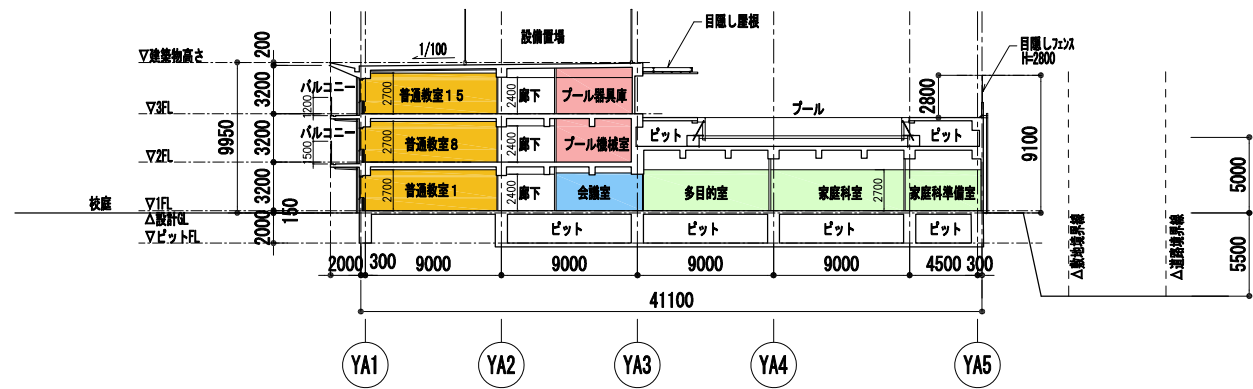 設備置場
目隠し屋根
1/100
▽建築物高さ
200
目隠しフェンス
H=2800
バルコニー
1200
2700
普通教室15
2400
廊下
プール器具庫
3200
▽3FL
プール
2800
9950
バルコニー
1500
2700
普通教室8
2400
廊下
プール機械室
ピット
ピット
3200
▽2FL
9100
5000
2700
普通教室1
2400
廊下
会議室
多目的室
家庭科室
2700
家庭科準備室
3200
校庭
▽1FL
△設計GL
150
▽ピットFL
2000
ピット
ピット
ピット
ピット
△敷地境界線
△道路境界線
5500
2000
300
9000
9000
9000
9000
4500
300
41100
YA1
YA2
YA3
YA4
YA5